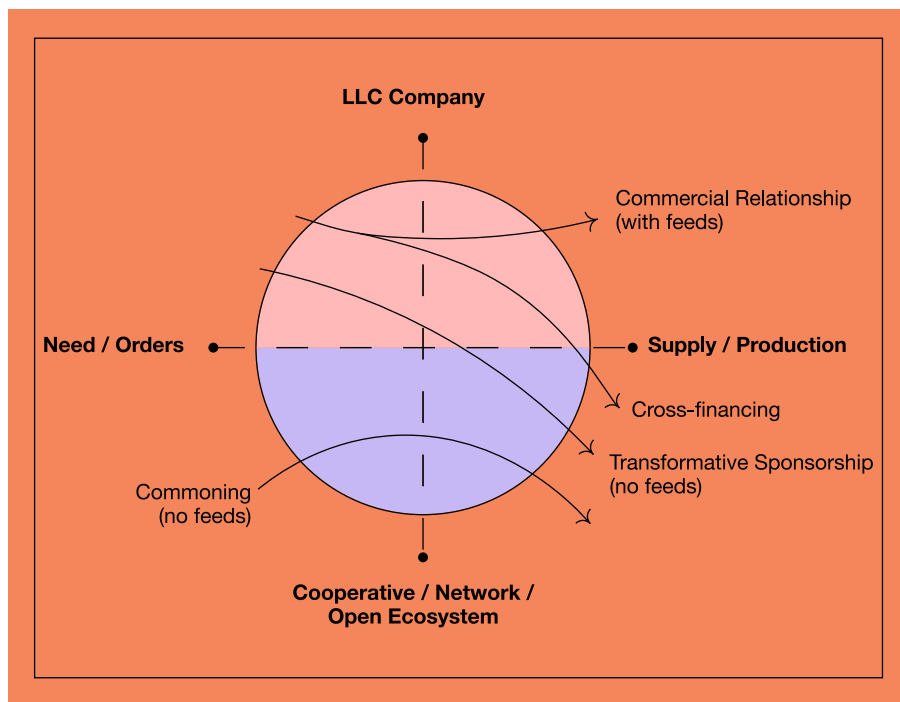 LLC Company
Commercial Relationship
(with feeds)
Need / Orders
Supply / Production
Cross-financing
Transformative Sponsorship
(no feeds)
Commoning
(no feeds)
Cooperative / Network /
Open Ecosystem